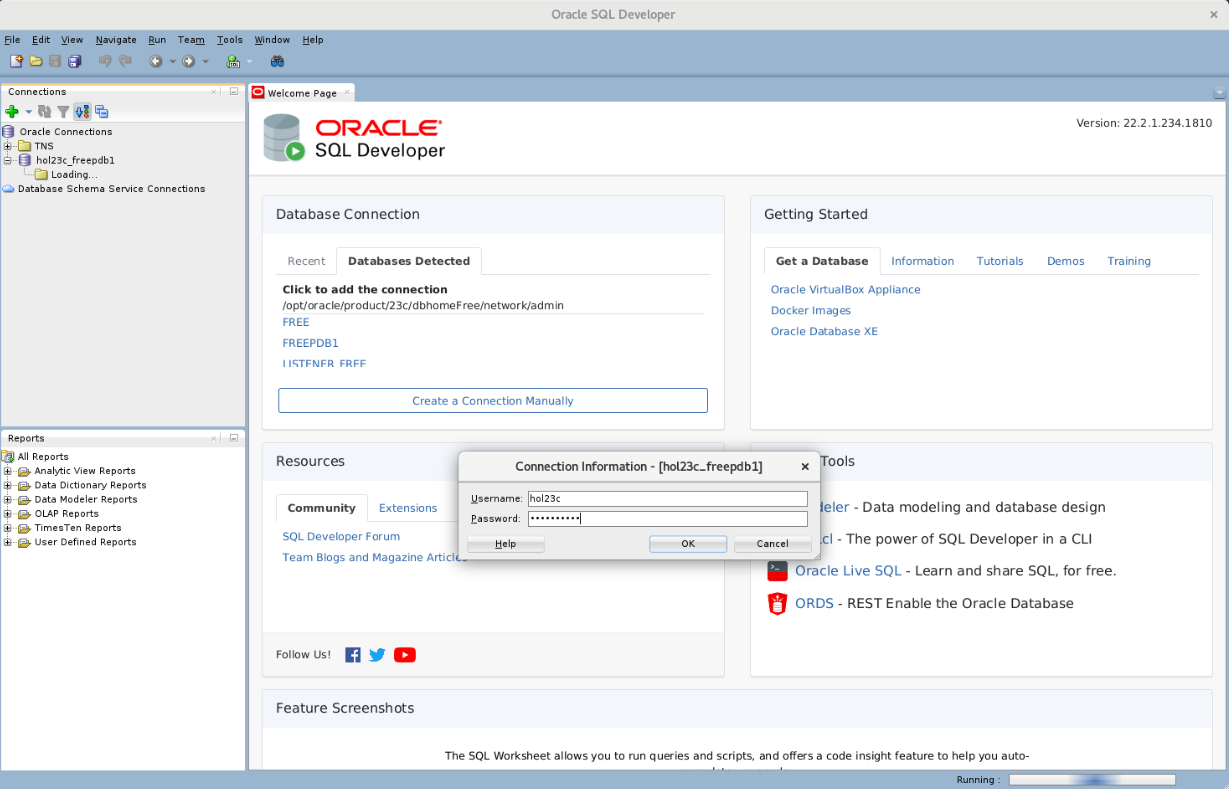 Oracle SQL Developer
File Edit View Navigate Run Team Tools Window Help
Connections
Oracle Connections
TNS
hol23c_freepdb1
Loading...
Database Schema Service Connections
Reports
All Reports
Analytic View Reports
Data Dictionary Reports
Data Modeler Reports
OLAP Reports
TimesTen Reports
User Defined Reports
Welcome Page
ORACLE
SQL Developer
Version: 22.2.1.234.1810
Database Connection
Recent Databases Detected
Click to add the connection
/opt/oracle/product/23c/dbhomeFree/network/admin
FREE
FREEPDB1
LISTENER_FREE
Create a Connection Manually
Getting Started
Get a Database Information Tutorials Demos Training
Oracle VirtualBox Appliance
Docker Images
Oracle Database XE
Resources
Community Extensions
SQL Developer Forum
Team Blogs and Magazine Articles
Follow Us!
Connection Information - [hol23c_freepdb1]
Username: hol23c
Password: ••••••••••
Help OK Cancel
Tools
- Data modeling and database design
- The power of SQL Developer in a CLI
Oracle Live SQL - Learn and share SQL, for free.
ORDS - REST Enable the Oracle Database
Feature Screenshots
The SQL Worksheet allows you to run queries and scripts, and offers a code insight feature to help you auto-
Running :